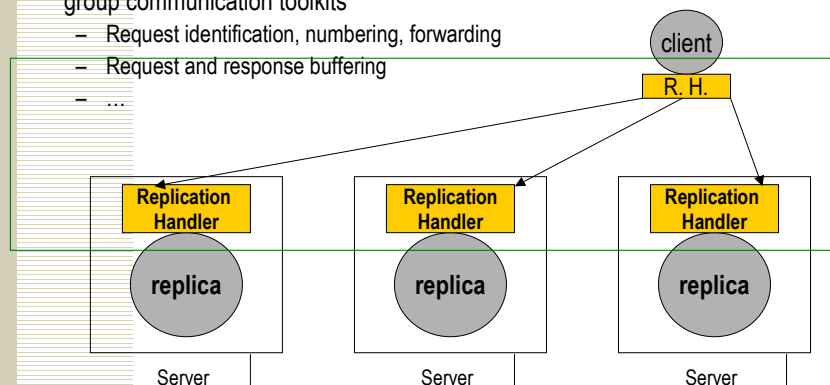 group communication toolkits
– Request identification, numbering, forwarding
– Request and response buffering
– …
client
R. H.
Replication
Handler
Replication
Handler
Replication
Handler
replica
replica
replica
Server
Server
Server